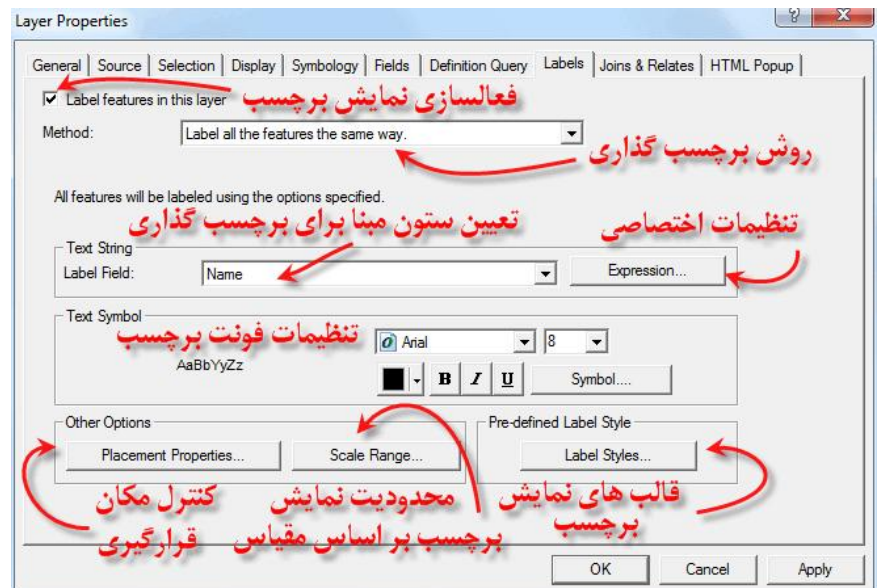 Layer Properties
General Source Selection Display Symbology Fields Definition Query Labels Joins & Relates HTML Popup
Label features in this layer
فعالسازی نمایش برچسب
Method:
Label all the features the same way.
روش برچسب گذاری
All features will be labeled using the options specified.
تعیین ستون مبنا برای برچسب گذاری
تنظیمات اختصاصی
Text String
Label Field:
Name
Expression...
Text Symbol
تنظیمات فونت برچسب
AaBbYyZz
Arial
8
B I U
Symbol....
Other Options
Pre-defined Label Style
Placement Properties...
Scale Range...
Label Styles...
کنترل مکان
قرارگیری
محدودیت نمایش
برچسب بر اساس مقیاس
قالب های نمایش
برچسب
OK
Cancel
Apply